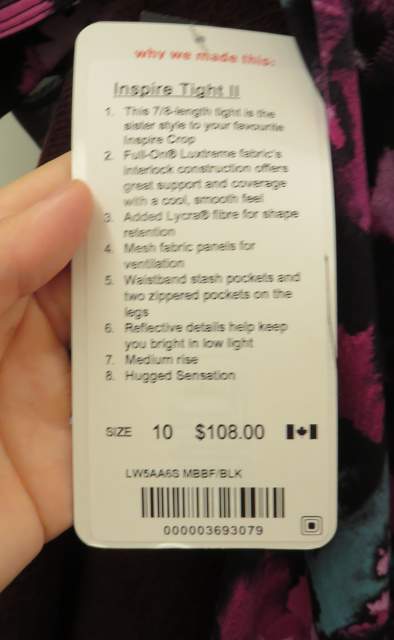 why we made this:
Inspire Tight II
1. This 7/8-length tight is the
sister style to your favourite
Inspire Crop
2. Full-On® Luxtreme fabric's
interlock construction offers
great support and coverage
with a cool, smooth feel
3. Added Lycra® fibre for shape
retention
4. Mesh fabric panels for
ventilation
5. Waistband stash pockets and
two zippered pockets on the
legs
6. Reflective details help keep
you bright in low light
7. Medium rise
8. Hugged Sensation
SIZE 10 $108.00
LW5AA6S MBBF/BLK
000003693079